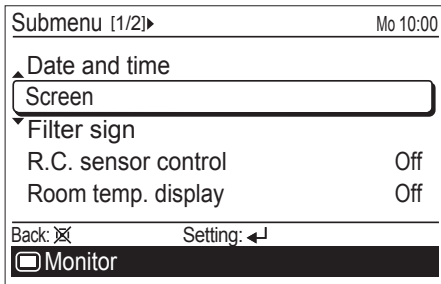 Submenu [1/2]
Mo 10:00
Date and time
Screen
Filter sign
R.C. sensor control Off
Room temp. display Off
Back: Setting:
Monitor